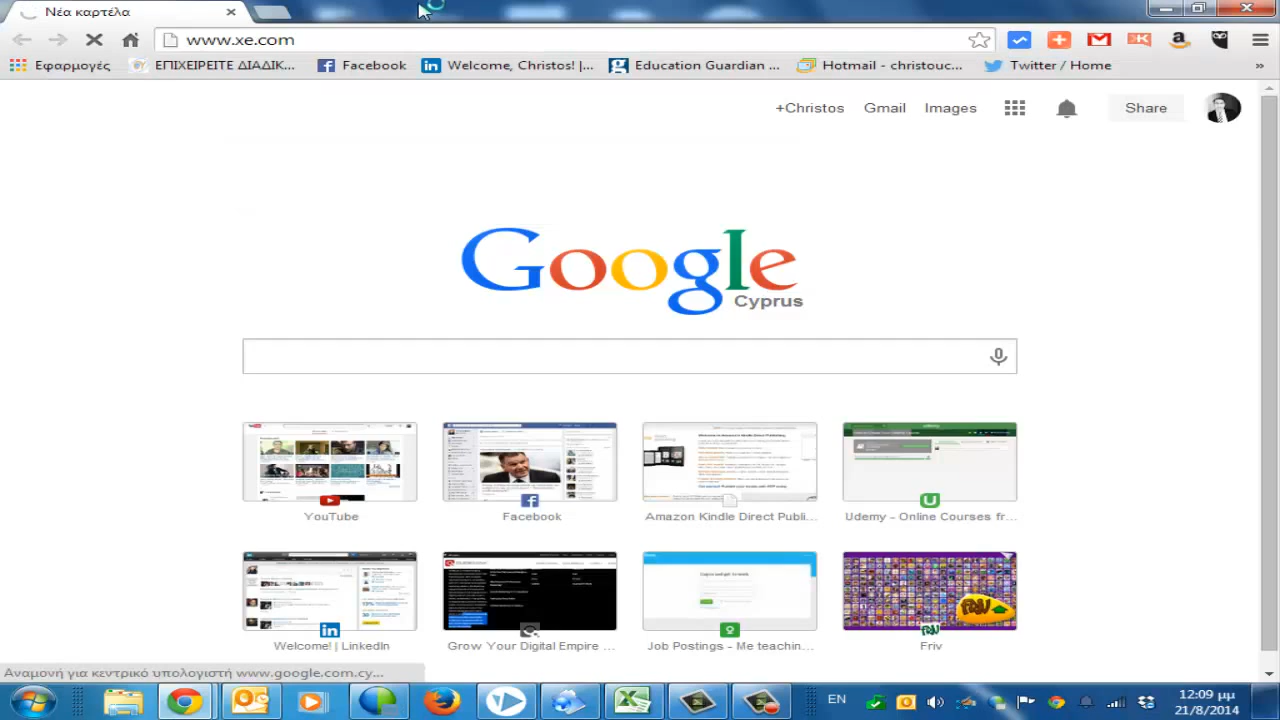 Νέα καρτέλα
www.xe.com
Εφαρμογές
ΕΠΙΧΕΙΡΕΙΤΕ ΔΙΑΔΙΚ...
Facebook
Welcome, Christos! |...
Education Guardian ...
Hotmail - christouc...
Twitter / Home
»
+Christos
Gmail
Images
Share
Google
Cyprus
YouTube
Facebook
Amazon Kindle Direct Publi...
Udemy - Online Courses fr...
Welcome! | LinkedIn
Grow Your Digital Empire ...
Job Postings - Me teachin...
Friv
Αναμονή για κεντρικό υπολογιστή www.google.com.cy...
EN
12:09 μμ
21/8/2014